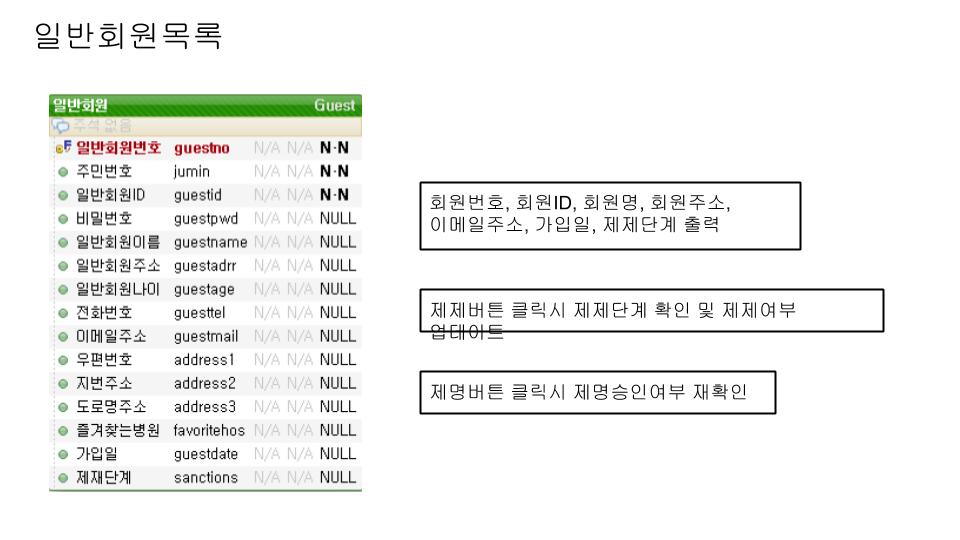 일반회원목록
일반회원 Guest
주석 없음
일반회원번호 guestno N/A N/A N-N
주민번호 jumin N/A N/A N-N
일반회원ID guestid N/A N/A N-N
비밀번호 guestpwd N/A N/A NULL
일반회원이름 guestname N/A N/A NULL
일반회원주소 guestadrr N/A N/A NULL
일반회원나이 guestage N/A N/A NULL
전화번호 guesttel N/A N/A NULL
이메일주소 guestmail N/A N/A NULL
우편번호 address1 N/A N/A NULL
지번주소 address2 N/A N/A NULL
도로명주소 address3 N/A N/A NULL
즐겨찾는병원 favoritehos N/A N/A NULL
가입일 guestdate N/A N/A NULL
제재단계 sanctions N/A N/A NULL
회원번호, 회원ID, 회원명, 회원주소,
이메일주소, 가입일, 제제단계 출력
제제버튼 클릭시 제제단계 확인 및 제제여부
업데이트
제명버튼 클릭시 제명승인여부 재확인